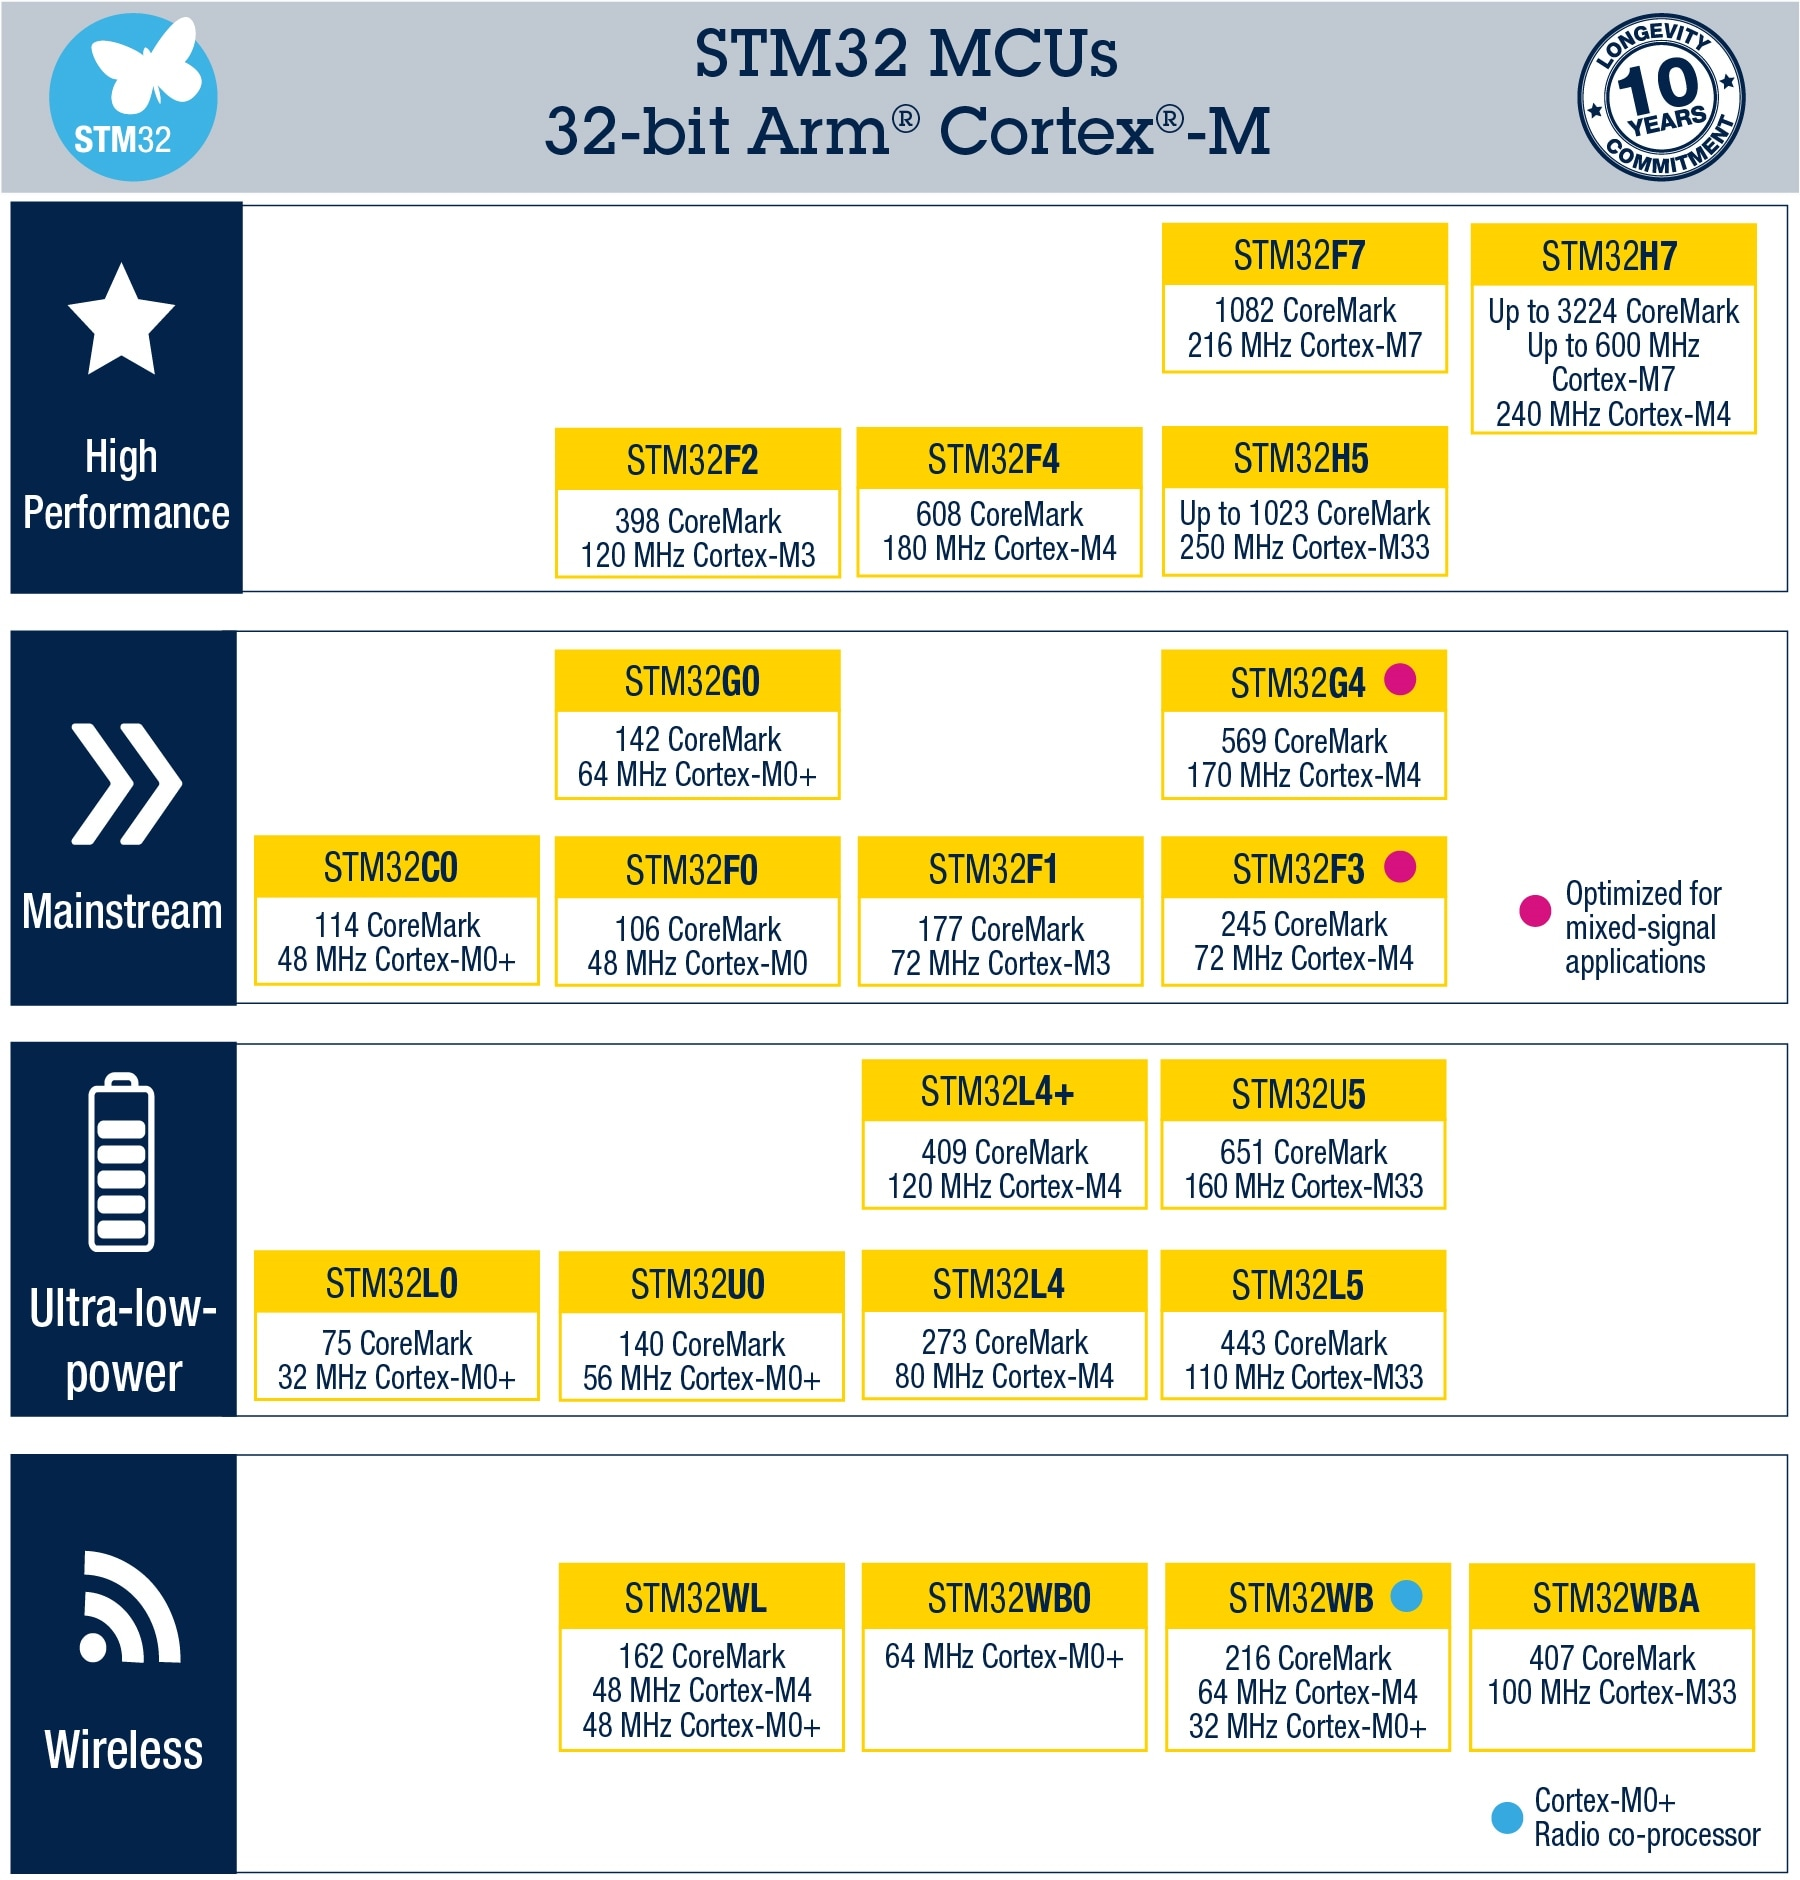 STM32
STM32 MCUs
32-bit Arm® Cortex®-M
LONGEVITY
10
YEARS
COMMITMENT
High
Performance
STM32F7
1082 CoreMark
216 MHz Cortex-M7
STM32H7
Up to 3224 CoreMark
Up to 600 MHz
Cortex-M7
240 MHz Cortex-M4
STM32F2
398 CoreMark
120 MHz Cortex-M3
STM32F4
608 CoreMark
180 MHz Cortex-M4
STM32H5
Up to 1023 CoreMark
250 MHz Cortex-M33
Mainstream
STM32G0
142 CoreMark
64 MHz Cortex-M0+
STM32G4
569 CoreMark
170 MHz Cortex-M4
STM32C0
114 CoreMark
48 MHz Cortex-M0+
STM32F0
106 CoreMark
48 MHz Cortex-M0
STM32F1
177 CoreMark
72 MHz Cortex-M3
STM32F3
245 CoreMark
72 MHz Cortex-M4
Optimized for
mixed-signal
applications
Ultra-low-
power
STM32L4+
409 CoreMark
120 MHz Cortex-M4
STM32U5
651 CoreMark
160 MHz Cortex-M33
STM32L0
75 CoreMark
32 MHz Cortex-M0+
STM32U0
140 CoreMark
56 MHz Cortex-M0+
STM32L4
273 CoreMark
80 MHz Cortex-M4
STM32L5
443 CoreMark
110 MHz Cortex-M33
Wireless
STM32WL
162 CoreMark
48 MHz Cortex-M4
48 MHz Cortex-M0+
STM32WB0
64 MHz Cortex-M0+
STM32WB
216 CoreMark
64 MHz Cortex-M4
32 MHz Cortex-M0+
STM32WBA
407 CoreMark
100 MHz Cortex-M33
Cortex-M0+
Radio co-processor